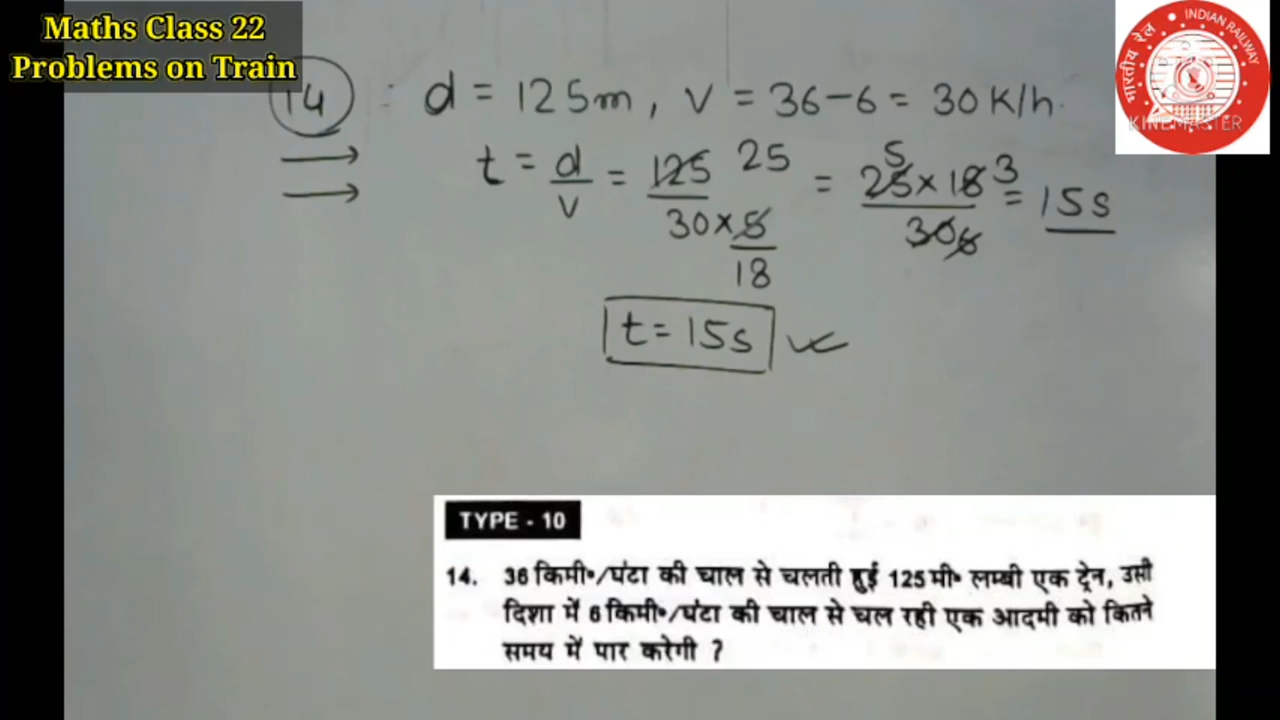 Maths Class 22
Problems on Train
भारतीय रेल INDIAN RAILWAY
KINEMASTER
14 : d = 125m, v = 36-6 = 30 K/h.
t = d/v = 125 25 / 30×5/18 = 25 5 ×18 3 / 30 6 = 15s
t = 15s
TYPE - 10
14. 36 किमी॰/घंटा की चाल से चलती हुई 125 मी॰ लम्बी एक ट्रेन, उसी
दिशा में 6 किमी॰/घंटा की चाल से चल रही एक आदमी को कितने
समय में पार करेगी ?